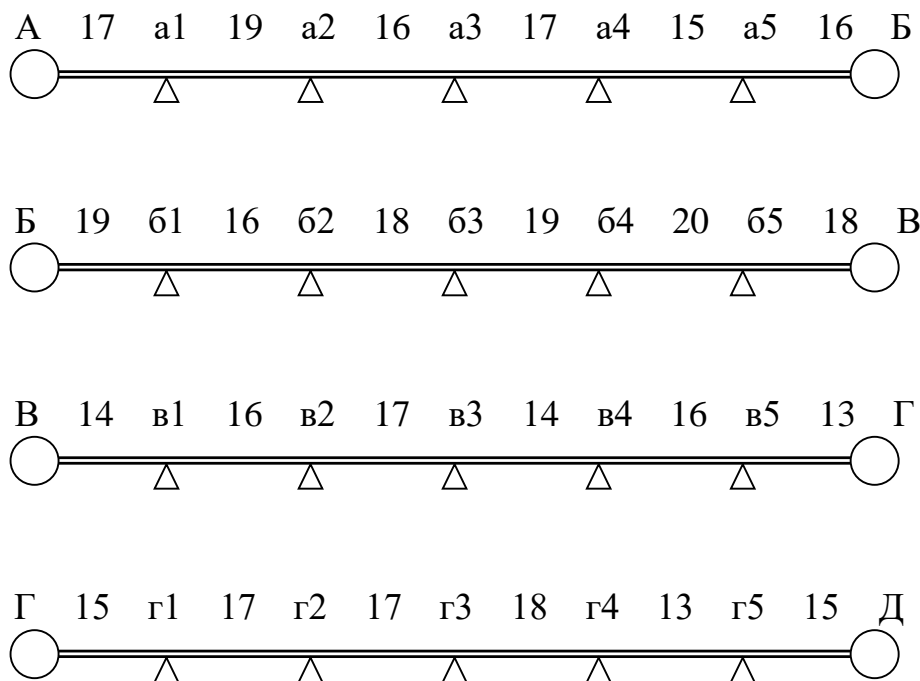 А 17 а1 19 а2 16 а3 17 а4 15 а5 16 Б
Б 19 б1 16 б2 18 б3 19 б4 20 б5 18 В
В 14 в1 16 в2 17 в3 14 в4 16 в5 13 Г
Г 15 г1 17 г2 17 г3 18 г4 13 г5 15 Д